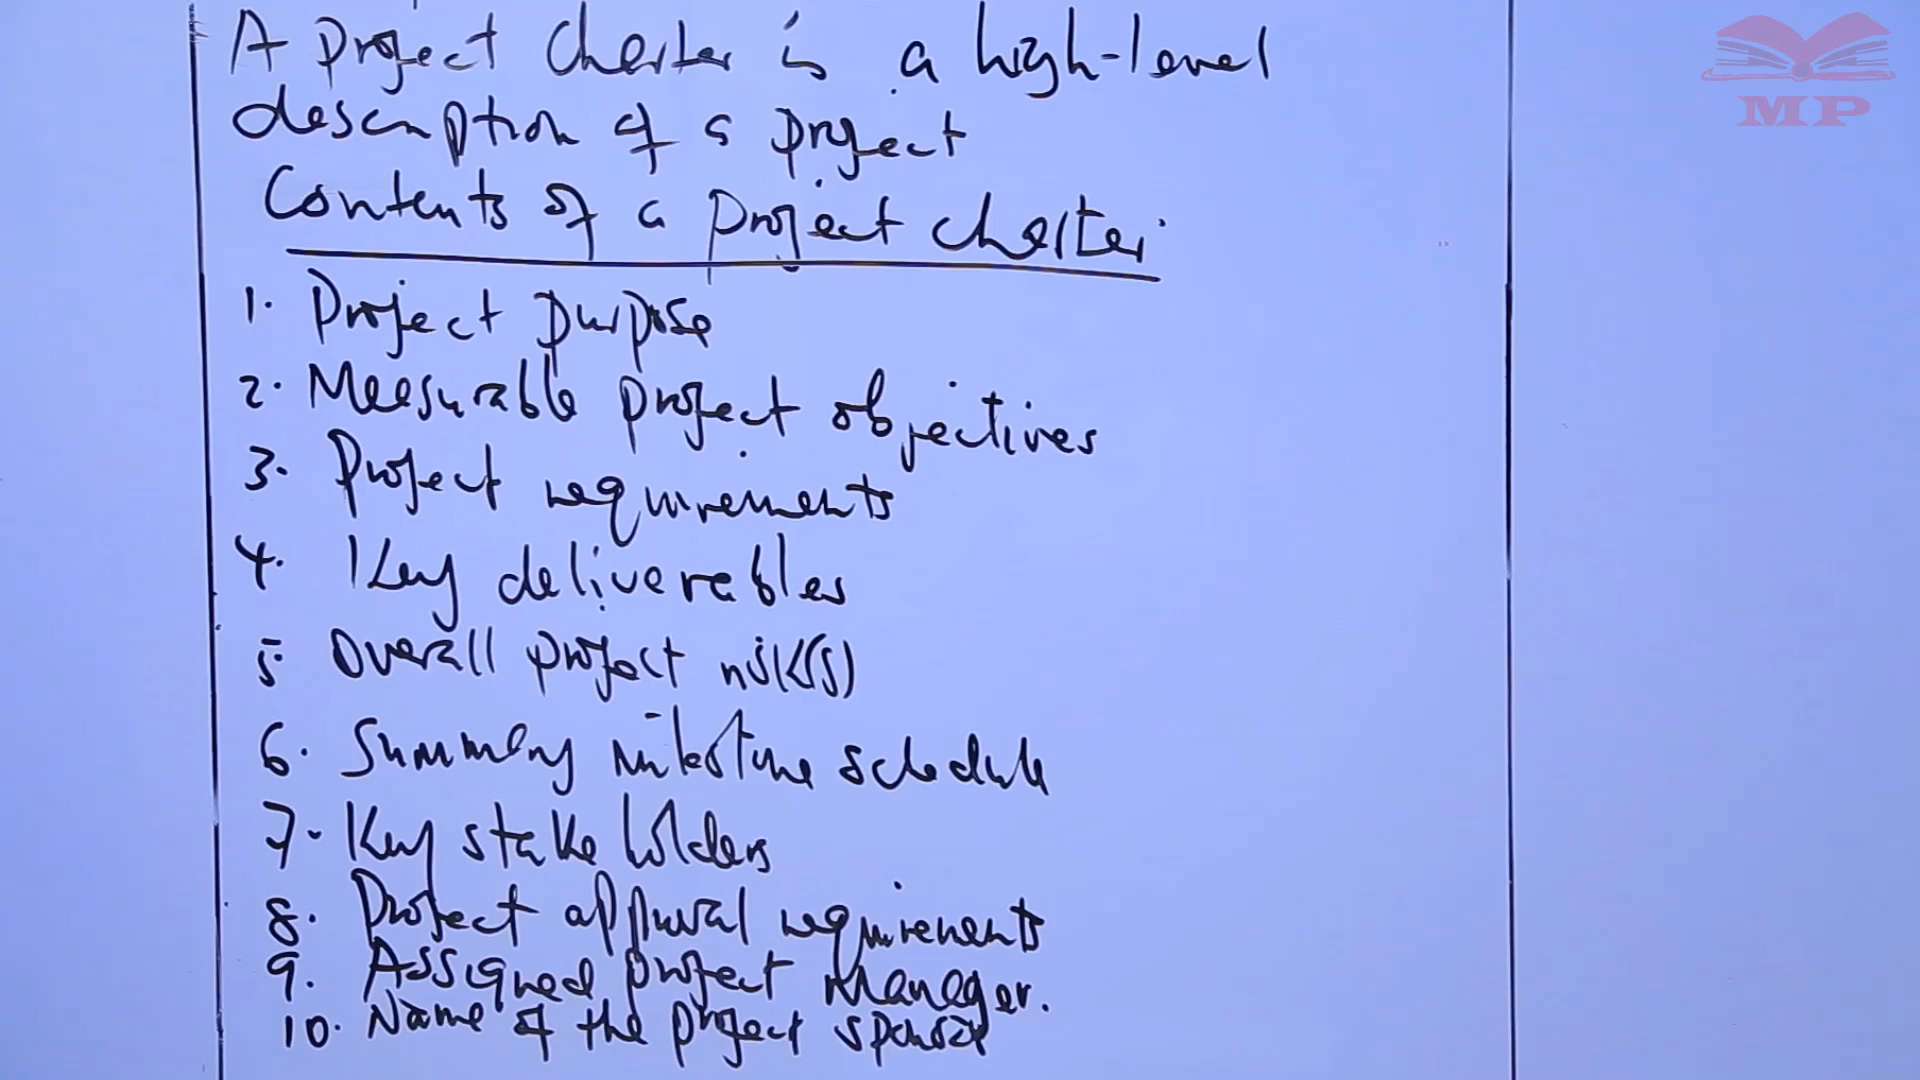 A project charter is a high-level
description of a project
Contents of a project charter.
1. Project purpose
2. Measurable project objectives
3. Project requirements
4. Key deliverables
5. Overall project risk(s)
6. Summary milestone schedule
7. Key stakeholders
8. Project approval requirements
9. Assigned project manager.
10. Name of the project sponsor
MP